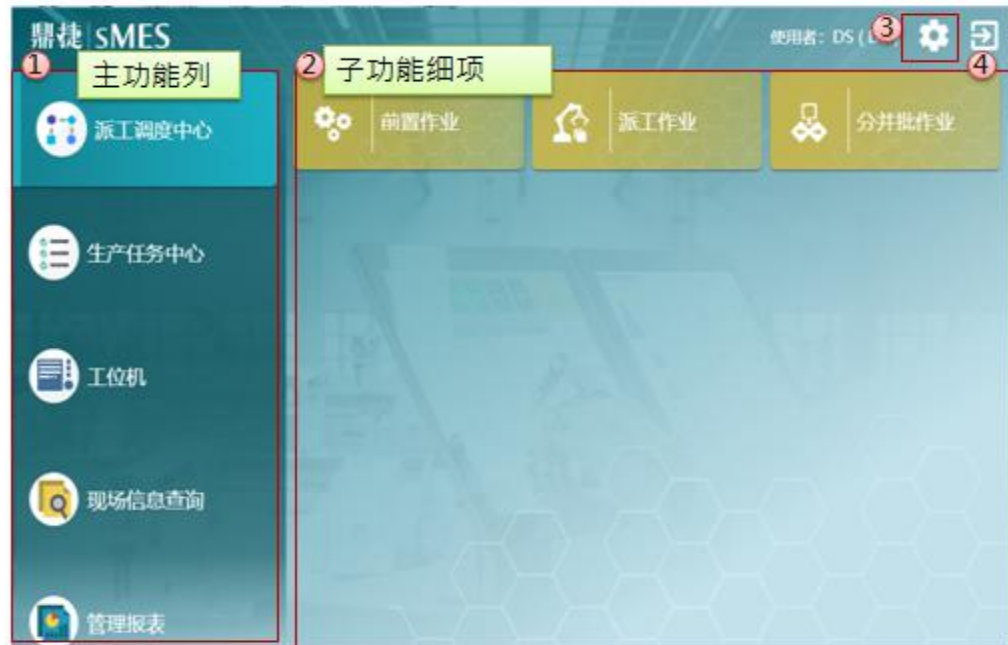 鼎捷 sMES
使用者: DS (
3
1 主功能列
2 子功能细项
4
派工调度中心
前置作业
派工作业
分并批作业
生产任务中心
工位机
现场信息查询
管理报表